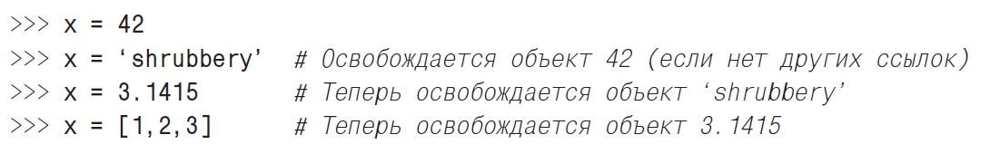 >>> x = 42
>>> x = ‘shrubbery’ # Освобождается объект 42 (если нет других ссылок)
>>> x = 3.1415 # Теперь освобождается объект ‘shrubbery’
>>> x = [1,2,3] # Теперь освобождается объект 3.1415